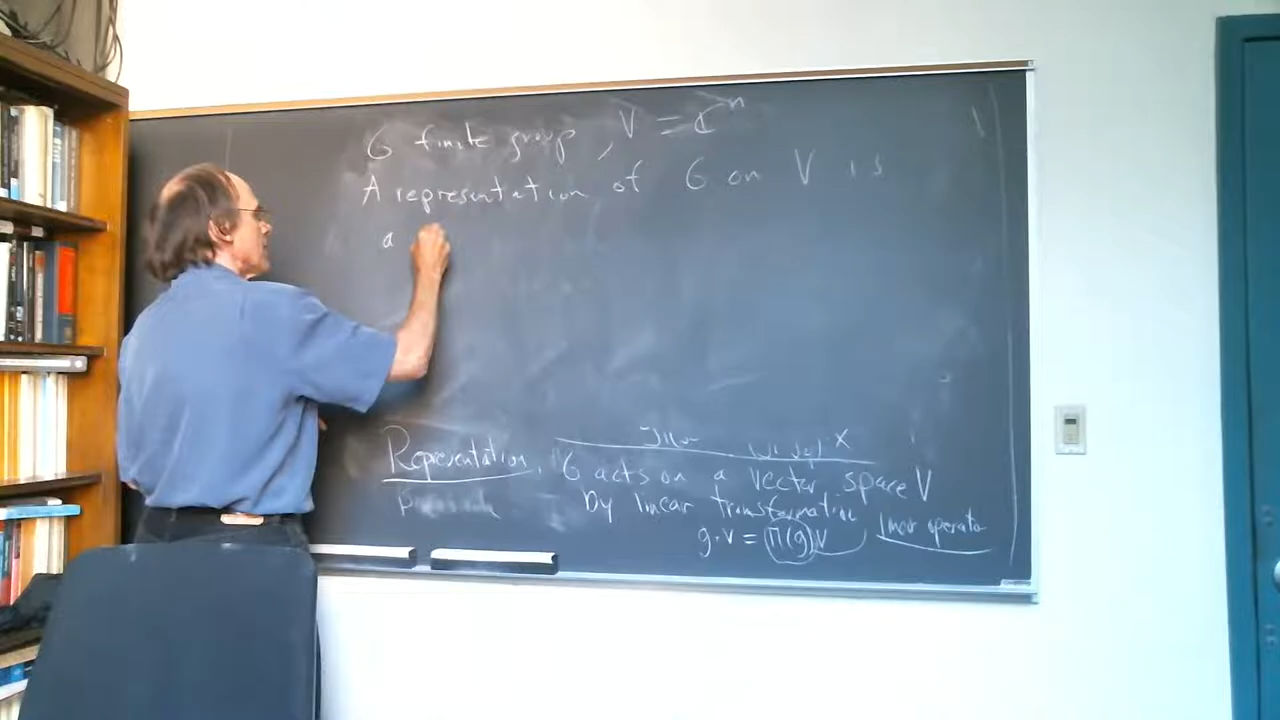 G finite group, V = ℂⁿ
A representation of G on V is
a
Representation, G acts on a vector space V
by linear transformation
g·v = Π(g)v linear operator